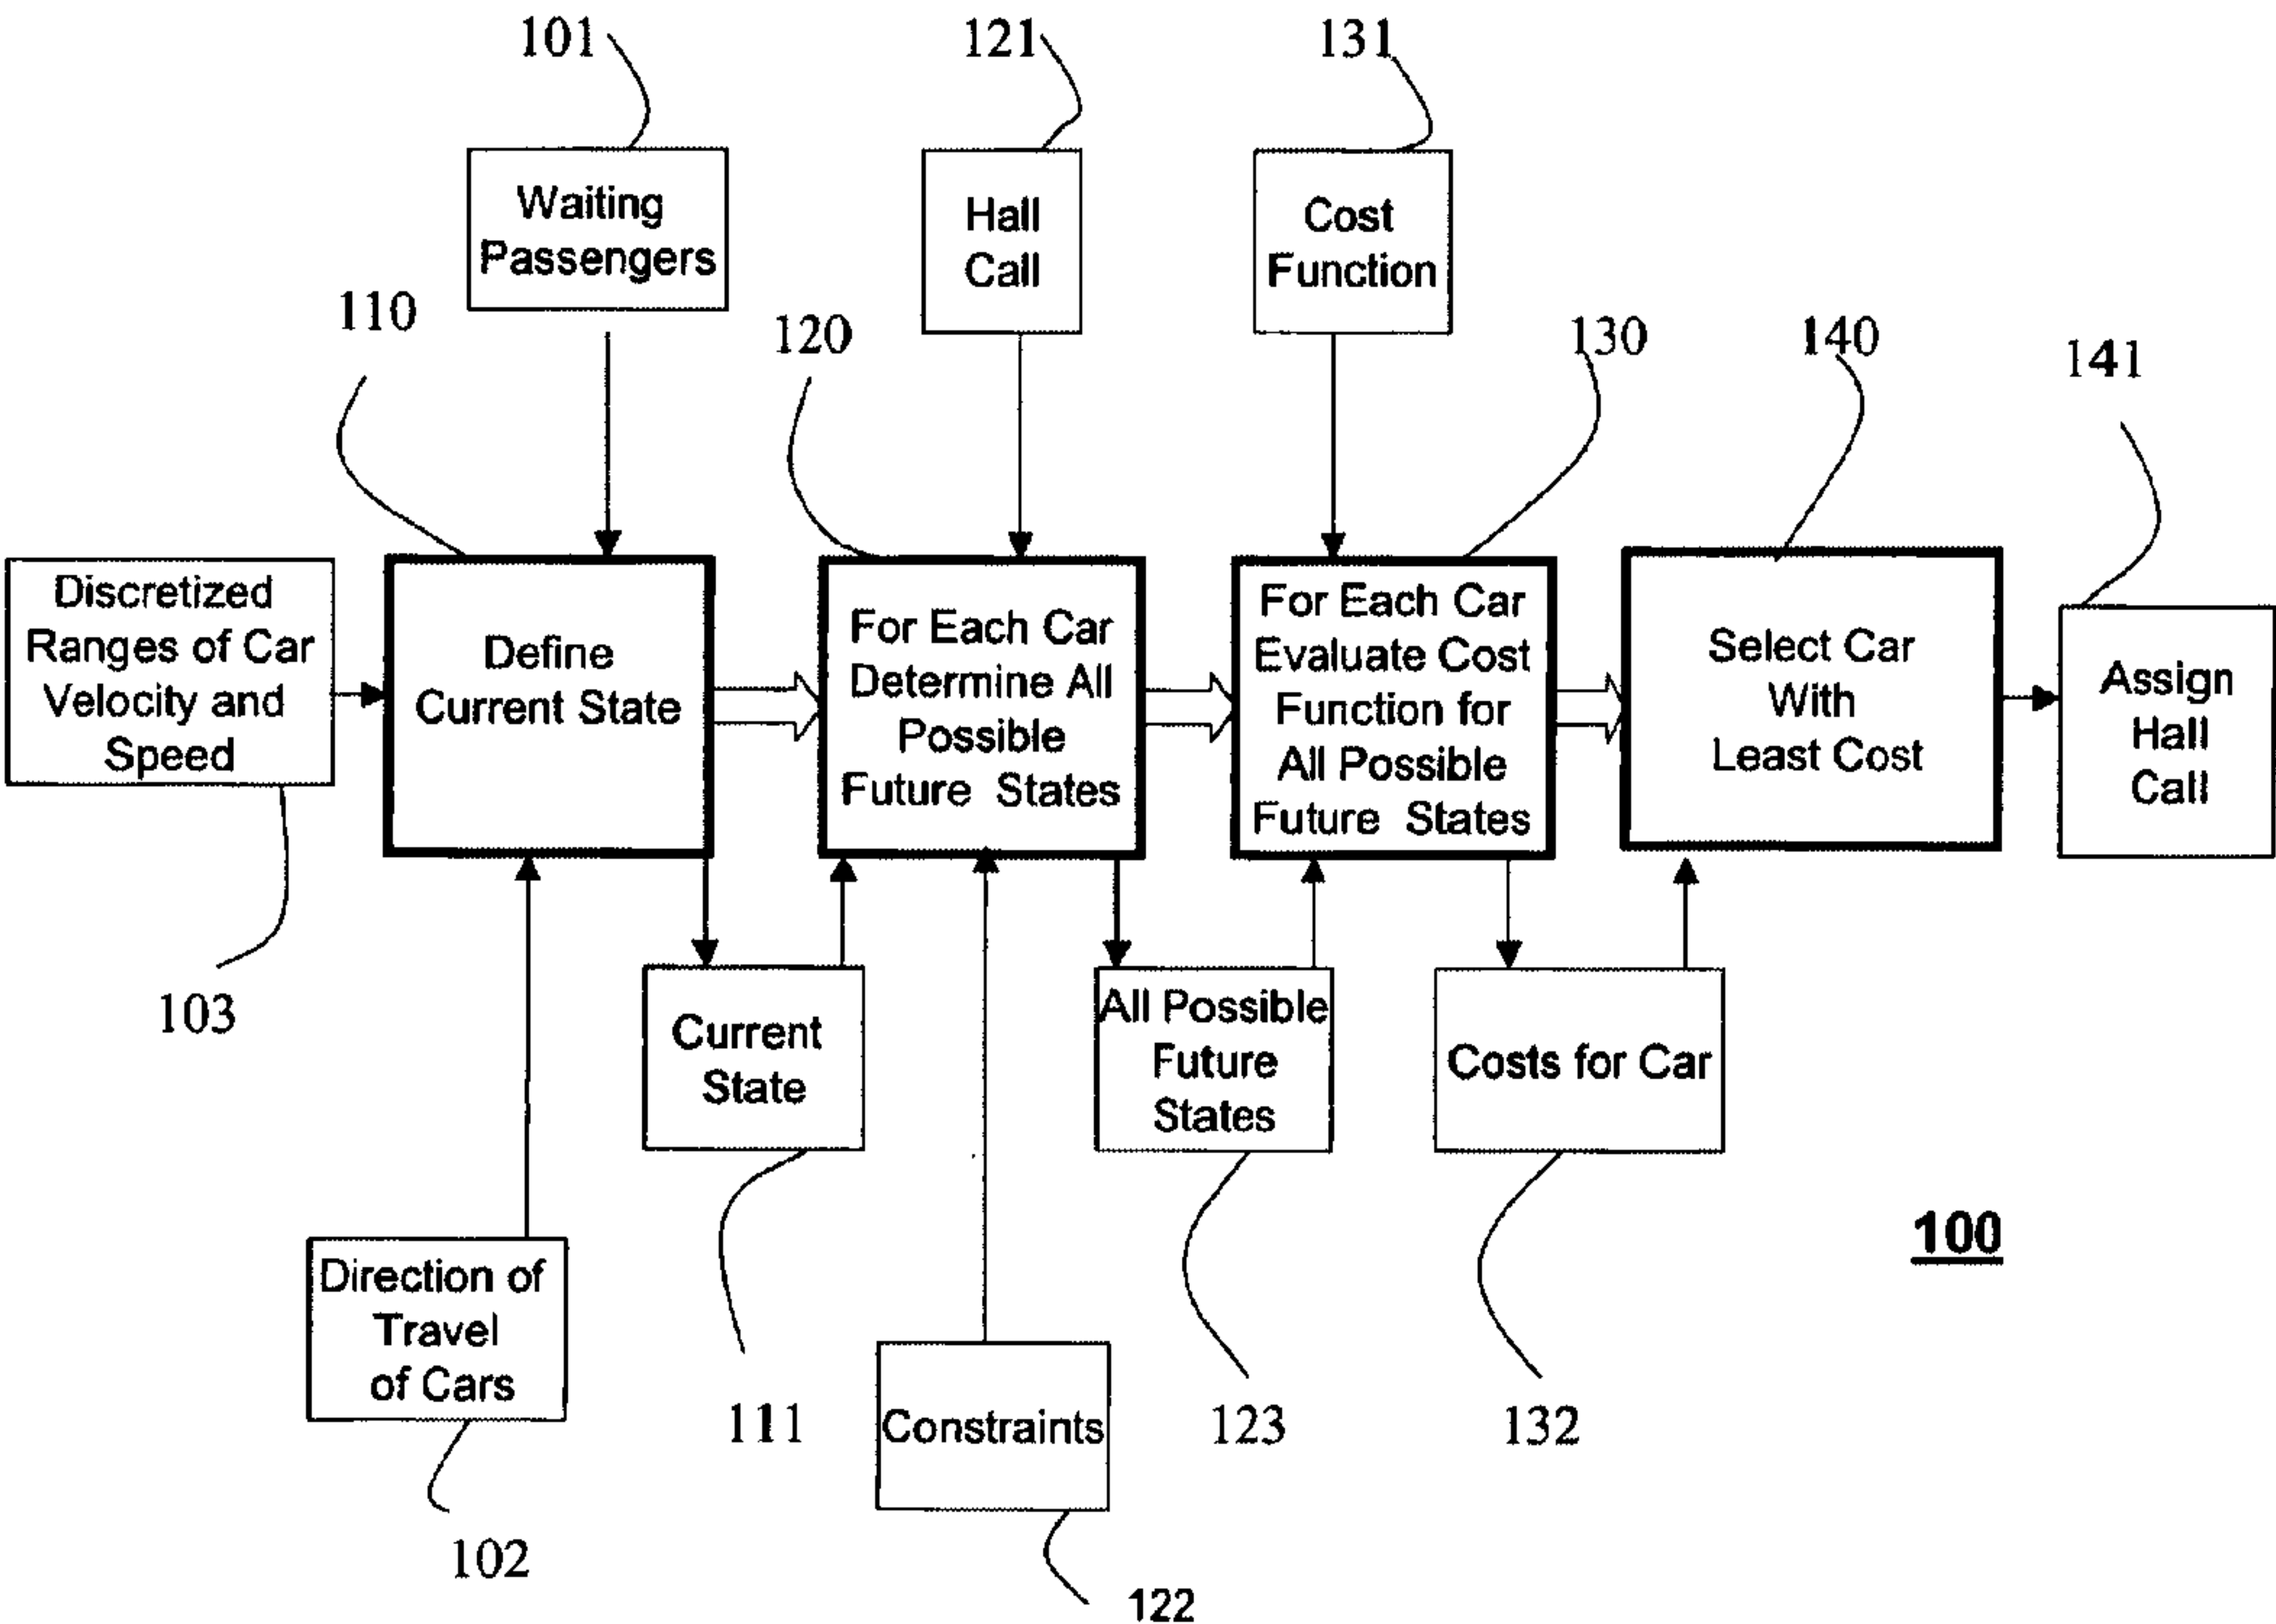 101
121
131
Waiting
Passengers
Hall
Call
Cost
Function
110
120
130
140
141
Discretized
Ranges of Car
Velocity and
Speed
Define
Current State
For Each Car
Determine All
Possible
Future States
For Each Car
Evaluate Cost
Function for
All Possible
Future States
Select Car
With
Least Cost
Assign
Hall
Call
103
Current
State
All Possible
Future
States
Costs for Car
100
Direction of
Travel
of Cars
111
Constraints
123
132
102
122